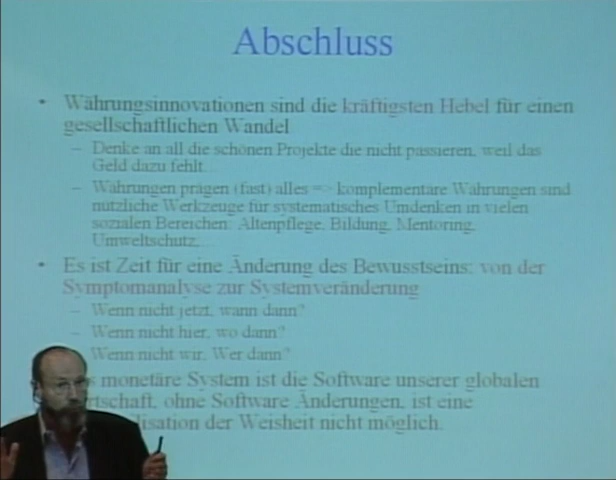 Abschluss
• Währungsinnovationen sind die kräftigsten Hebel für einen
gesellschaftlichen Wandel
– Denke an all die schönen Projekte die nicht passieren, weil das
Geld dazu fehlt.
– Währungen prägen (fast) alles => komplementäre Währungen sind
nützliche Werkzeuge für systematisches Umdenken in vielen
sozialen Bereichen: Altenpflege, Bildung, Mentoring,
Umweltschutz..
• Es ist Zeit für eine Änderung des Bewusstseins: von der
Symptomanalyse zur Systemveränderung
– Wenn nicht jetzt, wann dann?
– Wenn nicht hier, wo dann?
Wenn nicht wir, Wer dann?
monetäre System ist die Software unserer globalen
ohne Software Änderungen, ist eine
der Weisheit nicht möglich.